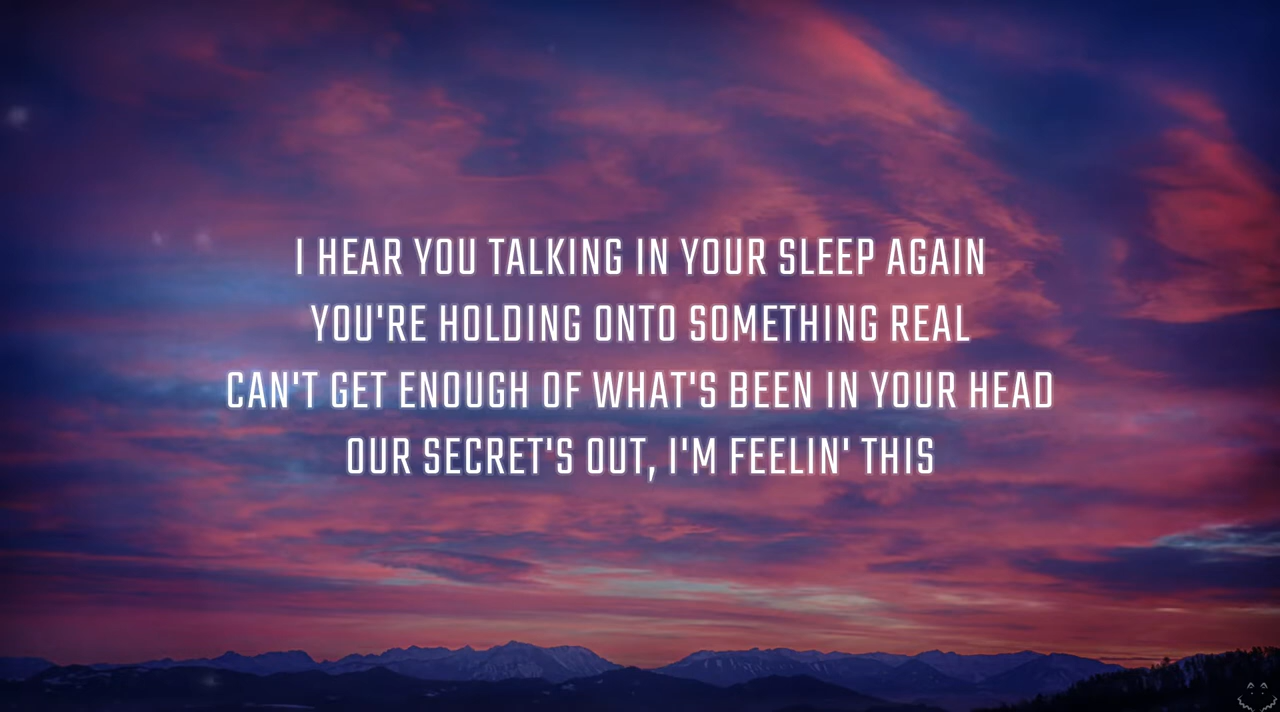 I HEAR YOU TALKING IN YOUR SLEEP AGAIN
YOU'RE HOLDING ONTO SOMETHING REAL
CAN'T GET ENOUGH OF WHAT'S BEEN IN YOUR HEAD
OUR SECRET'S OUT, I'M FEELIN' THIS